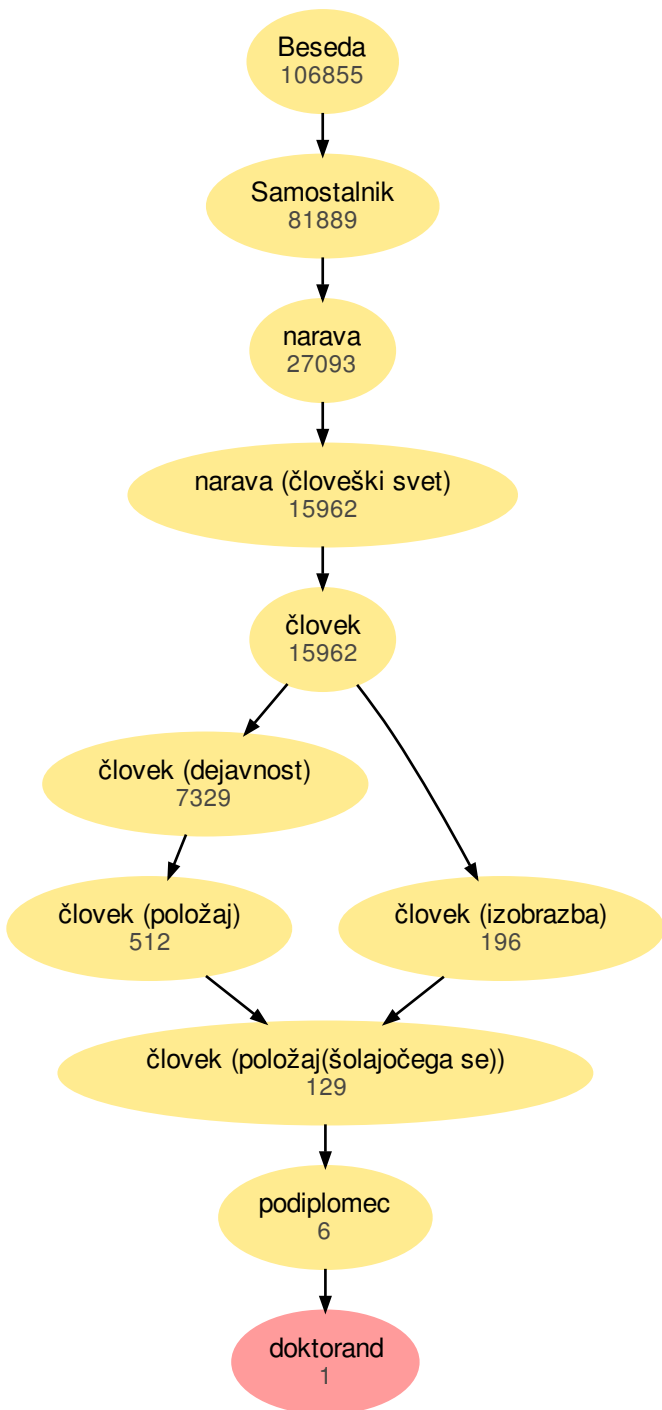 Beseda
106855
Samostalnik
81889
narava
27093
narava (človeški svet)
15962
človek
15962
človek (dejavnost)
7329
človek (položaj)
512
človek (izobrazba)
196
človek (položaj(šolajočega se))
129
podiplomec
6
doktorand
1